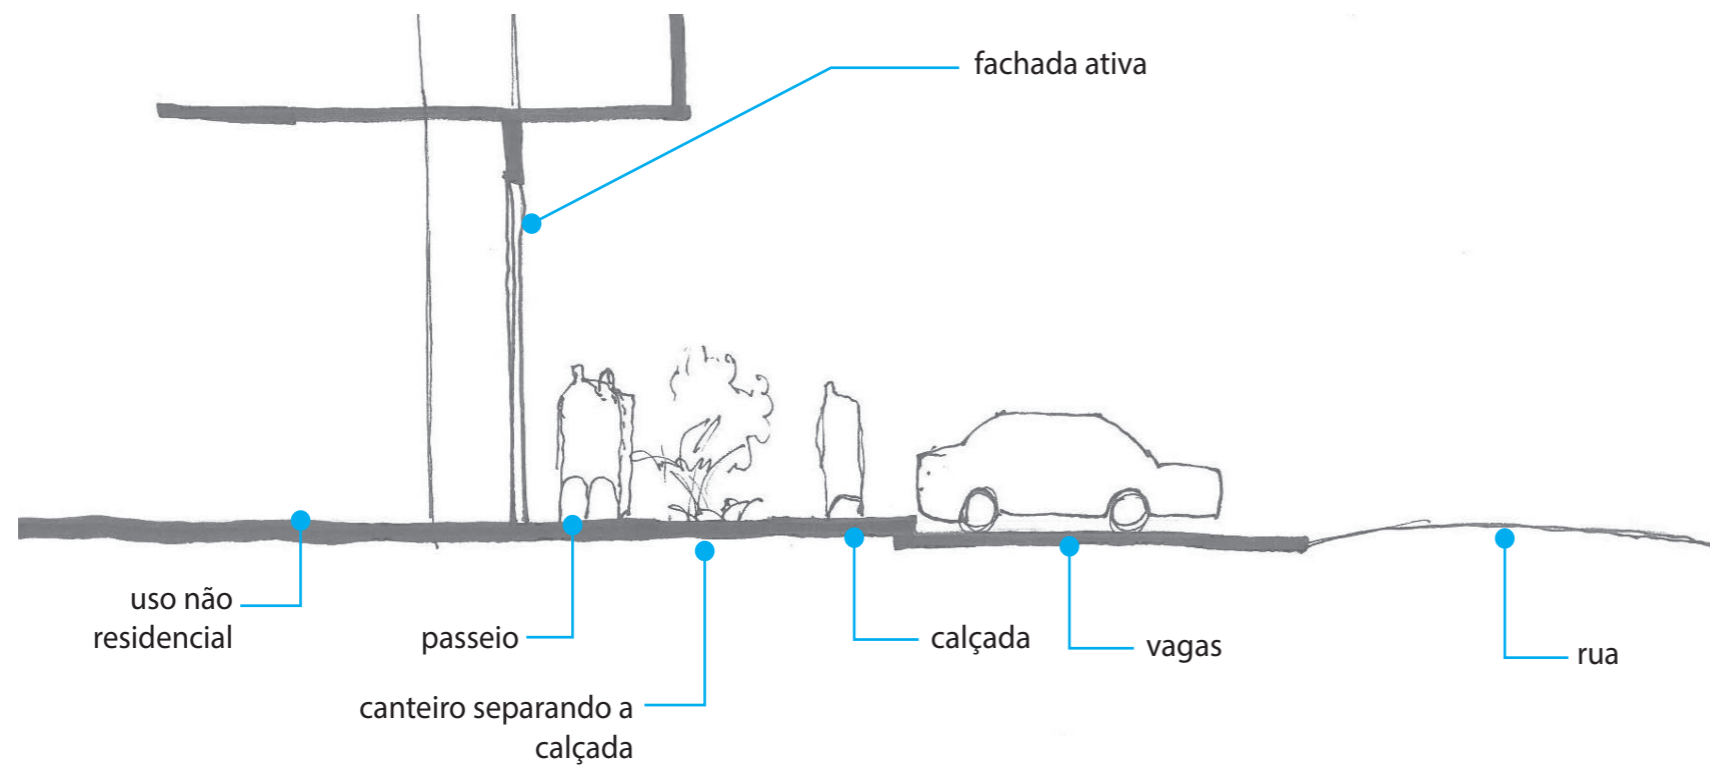 fachada ativa
uso não
residencial
passeio
canteiro separando a
calçada
calçada
vagas
rua